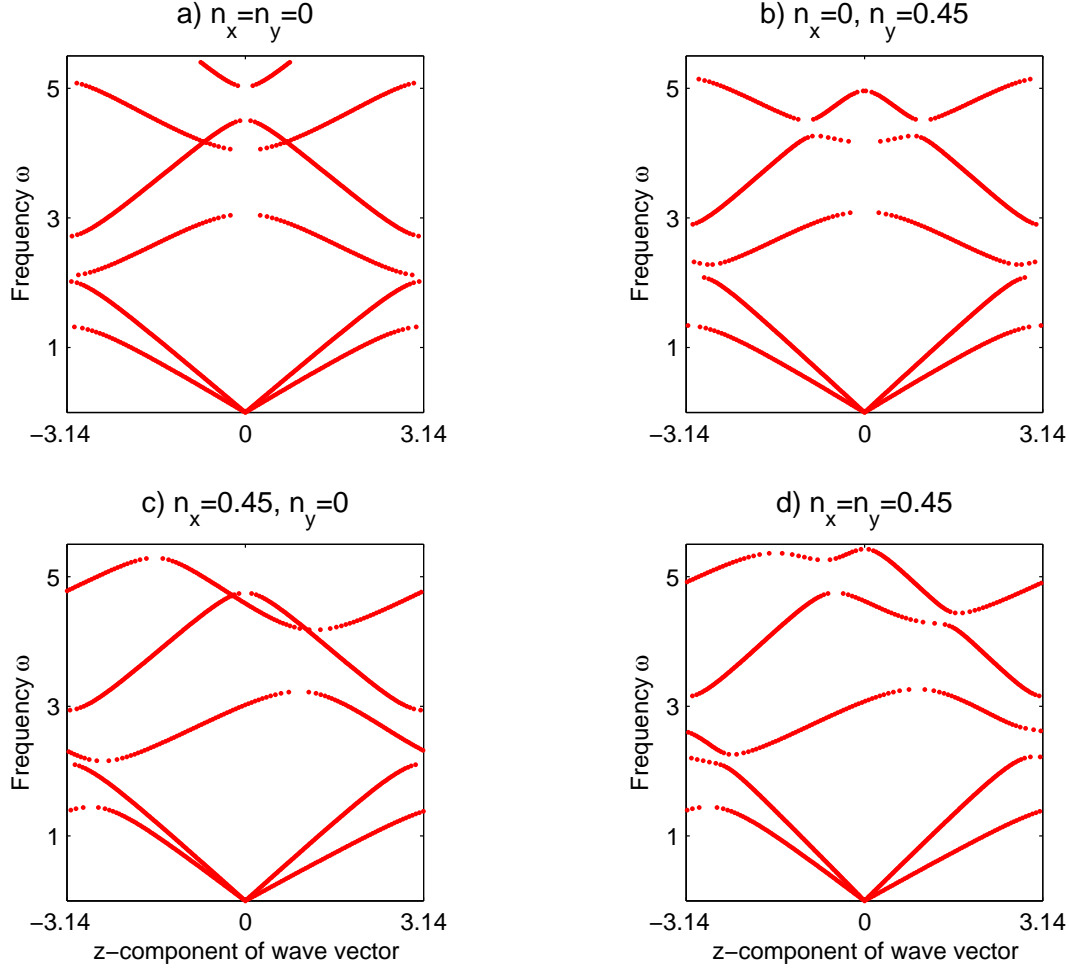 a) n_x=n_y=0
5
3
1
Frequency ω
−3.14
0
3.14
b) n_x=0, n_y=0.45
5
3
1
Frequency ω
−3.14
0
3.14
c) n_x=0.45, n_y=0
5
3
1
Frequency ω
−3.14
0
3.14
z−component of wave vector
d) n_x=n_y=0.45
5
3
1
Frequency ω
−3.14
0
3.14
z−component of wave vector